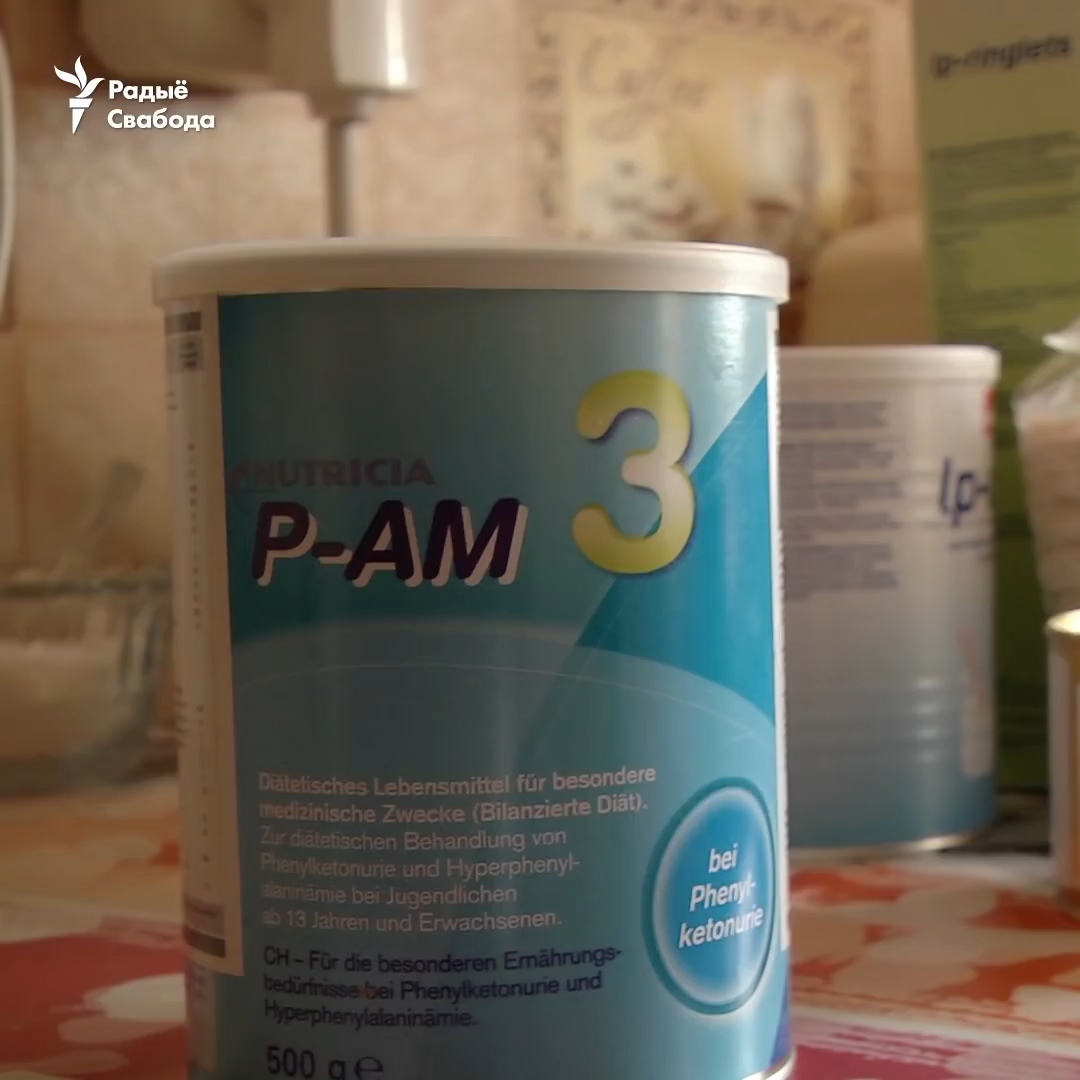 Радыё
Свабода
lp-ringlets
Coffee
NUTRICIA
P-AM 3
lp-
Diätetisches Lebensmittel für besondere
medizinische Zwecke (Bilanzierte Diät).
Zur diätetischen Behandlung von
Phenylketonurie und Hyperphenyl-
alaninämie bei Jugendlichen
ab 13 Jahren und Erwachsenen.
bei
Phenyl-
ketonurie
CH – Für die besonderen Ernährungs-
bedürfnisse bei Phenylketonurie und
Hyperphenylalaninämie.
500 g e